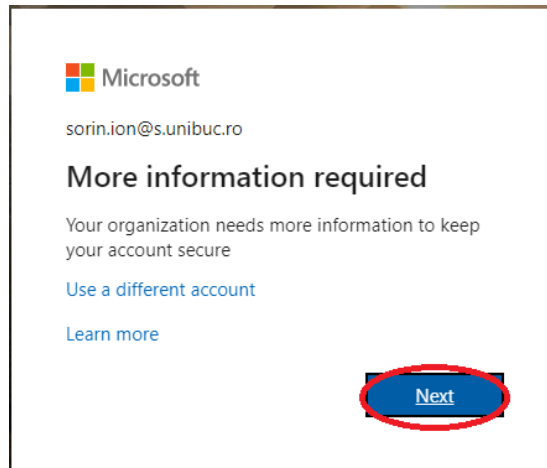 Microsoft
sorin.ion@s.unibuc.ro
More information required
Your organization needs more information to keep
your account secure
Use a different account
Learn more
Next